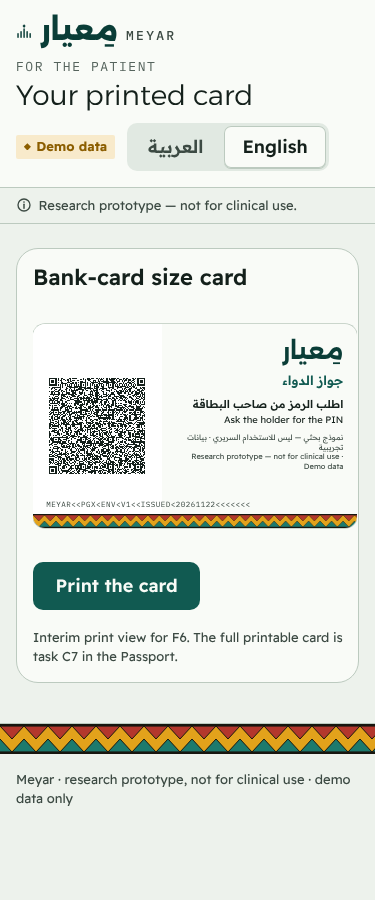 معيار MEYAR
FOR THE PATIENT
Your printed card
Demo data
العربية
English
Research prototype — not for clinical use.
Bank-card size card
معيار
جواز الدواء
اطلب الرمز من صاحب البطاقة
Ask the holder for the PIN
نموذج بحثي — ليس للاستخدام السريري · بيانات
تجريبية
Research prototype — not for clinical use ·
Demo data
MEYAR<<PGX<ENV<V1<<ISSUED<20261122<<<<<<<
Print the card
Interim print view for F6. The full printable card is
task C7 in the Passport.
Meyar · research prototype, not for clinical use · demo
data only